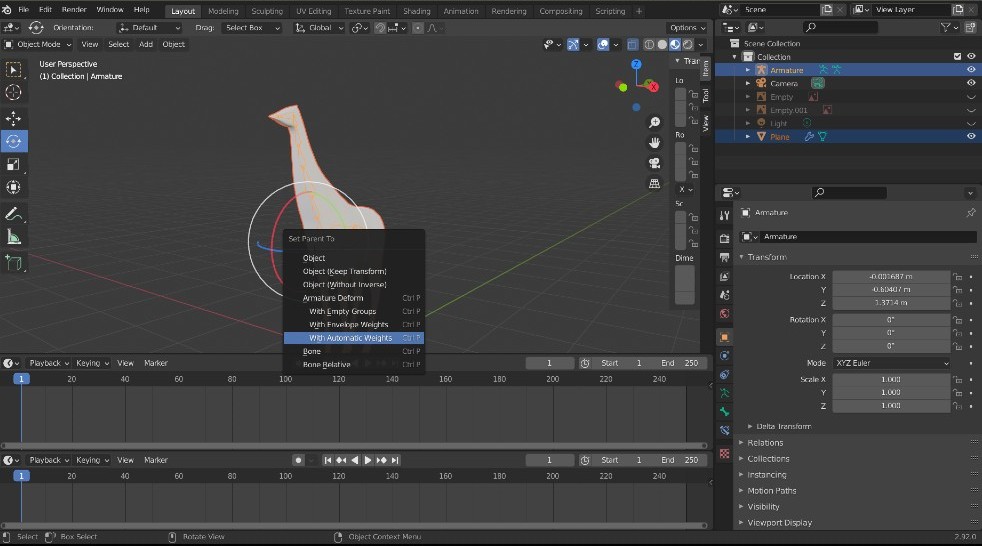 File Edit Render Window Help Layout Modeling Sculpting UV Editing Texture Paint Shading Animation Rendering Compositing Scripting Scene View Layer
Orientation: Default Drag: Select Box Global Options
Object Mode View Select Add Object
User Perspective
(1) Collection | Armature
Z
X
Item
Tool
View
Tran
Lo
Ro
X
Sc
Dime
Set Parent To
Object
Object (Keep Transform)
Object (Without Inverse)
Armature Deform Ctrl P
With Empty Groups Ctrl P
With Envelope Weights Ctrl P
With Automatic Weights Ctrl P
Bone Ctrl P
Bone Relative Ctrl P
Scene Collection
Collection
Armature
Camera
Empty
Empty.001
Light
Plane
Armature
Armature
Transform
Location X -0.001687 m
Y -0.60407 m
Z 1.3714 m
Rotation X 0°
Y 0°
Z 0°
Mode XYZ Euler
Scale X 1.000
Y 1.000
Z 1.000
Delta Transform
Relations
Collections
Instancing
Motion Paths
Visibility
Viewport Display
Playback Keying View Marker 1 Start 1 End 250
1 20 40 60 80 100 120 140 160 180 200 220 240
Playback Keying View Marker 1 Start 1 End 250
1 20 40 60 80 100 120 140 160 180 200 220 240
Select Box Select Rotate View Object Context Menu 2.92.0